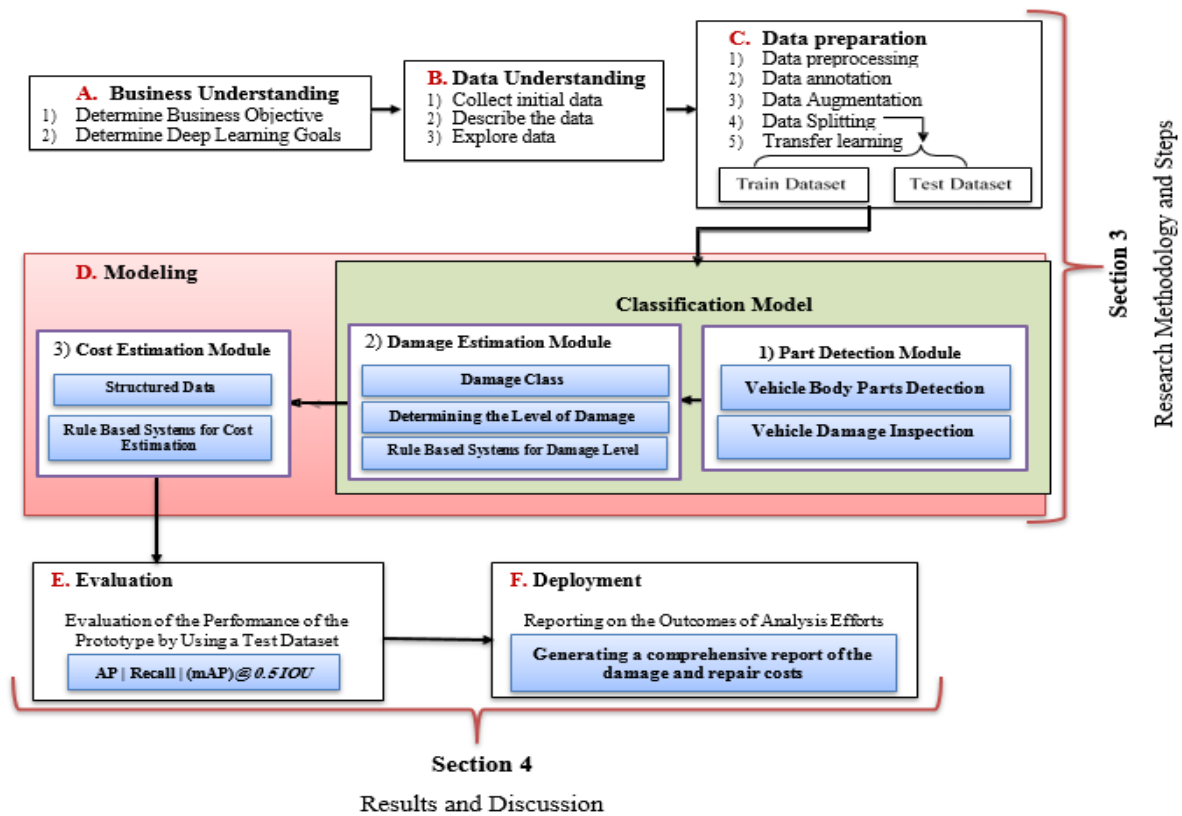 A. Business Understanding
1) Determine Business Objective
2) Determine Deep Learning Goals
B. Data Understanding
1) Collect initial data
2) Describe the data
3) Explore data
C. Data preparation
1) Data preprocessing
2) Data annotation
3) Data Augmentation
4) Data Splitting
5) Transfer learning
Train Dataset
Test Dataset
Section 3
Research Methodology and Steps
D. Modeling
Classification Model
1) Part Detection Module
Vehicle Body Parts Detection
Vehicle Damage Inspection
2) Damage Estimation Module
Damage Class
Determining the Level of Damage
Rule Based Systems for Damage Level
3) Cost Estimation Module
Structured Data
Rule Based Systems for Cost
Estimation
E. Evaluation
Evaluation of the Performance of the
Prototype by Using a Test Dataset
AP | Recall | (mAP)@0.5 IOU
F. Deployment
Reporting on the Outcomes of Analysis Efforts
Generating a comprehensive report of the
damage and repair costs
Section 4
Results and Discussion